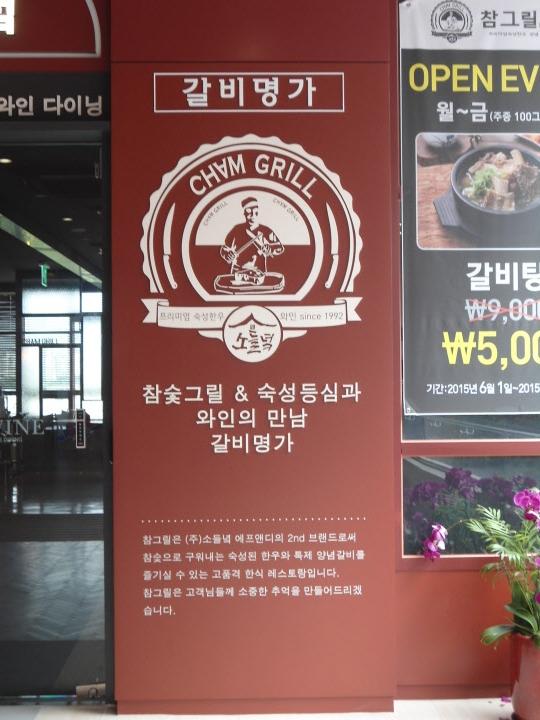 와인 다이닝
갈비명가
CHAM GRILL
CHAM GRILL CHAM GRILL
프리미엄 숙성한우 와인 since 1992
소들녘
참숯그릴 & 숙성등심과
와인의 만남
갈비명가
참그릴은 (주)소들녘 에프앤디의 2nd 브랜드로써
참숯으로 구워내는 숙성된 한우와 특제 양념갈비를
즐기실 수 있는 고품격 한식 레스토랑입니다.
참그릴은 고객님들께 소중한 추억을 만들어드리겠
습니다.
참그릴
OPEN EV
월~금(주중 100그
갈비탕
₩9,00
₩5,00
기간:2015년 6월 1일~2015